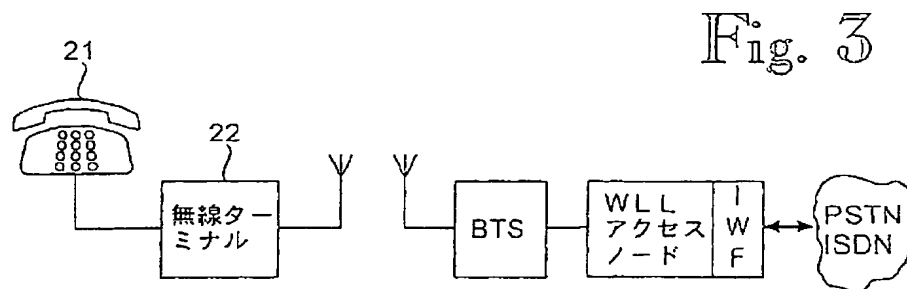 Fig. 3
21
22
無線ター
ミナル
BTS
WLL
アクセス
ノード
I
W
F
PSTN
ISDN